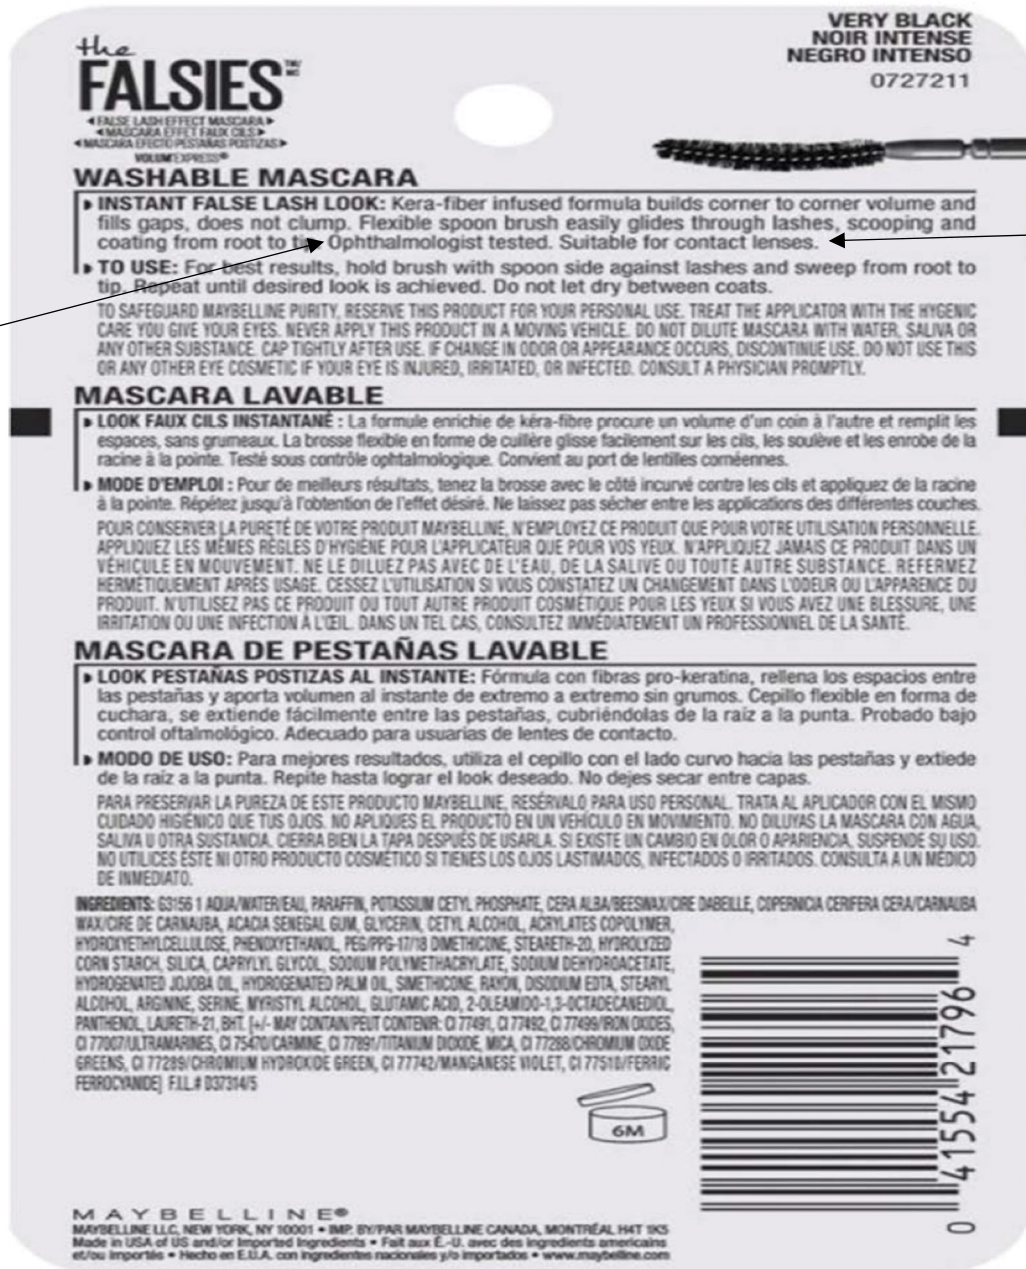 the
FALSIES™/MC
◂FALSE LASH EFFECT MASCARA▸
◂MASCARA EFFET FAUX CILS▸
◂MASCARA EFECTO PESTAÑAS POSTIZAS▸
VOLUM'EXPRESS®
VERY BLACK
NOIR INTENSE
NEGRO INTENSO
0727211
WASHABLE MASCARA
INSTANT FALSE LASH LOOK: Kera-fiber infused formula builds corner to corner volume and
fills gaps, does not clump. Flexible spoon brush easily glides through lashes, scooping and
coating from root to tip. Ophthalmologist tested. Suitable for contact lenses.
TO USE: For best results, hold brush with spoon side against lashes and sweep from root to
tip. Repeat until desired look is achieved. Do not let dry between coats.
TO SAFEGUARD MAYBELLINE PURITY, RESERVE THIS PRODUCT FOR YOUR PERSONAL USE. TREAT THE APPLICATOR WITH THE HYGENIC
CARE YOU GIVE YOUR EYES. NEVER APPLY THIS PRODUCT IN A MOVING VEHICLE. DO NOT DILUTE MASCARA WITH WATER, SALIVA OR
ANY OTHER SUBSTANCE. CAP TIGHTLY AFTER USE. IF CHANGE IN ODOR OR APPEARANCE OCCURS, DISCONTINUE USE. DO NOT USE THIS
OR ANY OTHER EYE COSMETIC IF YOUR EYE IS INJURED, IRRITATED, OR INFECTED. CONSULT A PHYSICIAN PROMPTLY.
MASCARA LAVABLE
LOOK FAUX CILS INSTANTANÉ : La formule enrichie de kéra-fibre procure un volume d'un coin à l'autre et remplit les
espaces, sans grumeaux. La brosse flexible en forme de cuillère glisse facilement sur les cils, les soulève et les enrobe de la
racine à la pointe. Testé sous contrôle ophtalmologique. Convient au port de lentilles cornéennes.
MODE D'EMPLOI : Pour de meilleurs résultats, tenez la brosse avec le côté incurvé contre les cils et appliquez de la racine
à la pointe. Répétez jusqu'à l'obtention de l'effet désiré. Ne laissez pas sécher entre les applications des différentes couches.
POUR CONSERVER LA PURETÉ DE VOTRE PRODUIT MAYBELLINE, N'EMPLOYEZ CE PRODUIT QUE POUR VOTRE UTILISATION PERSONNELLE.
APPLIQUEZ LES MÊMES RÈGLES D'HYGIÈNE POUR L'APPLICATEUR QUE POUR VOS YEUX. N'APPLIQUEZ JAMAIS CE PRODUIT DANS UN
VÉHICULE EN MOUVEMENT. NE LE DILUEZ PAS AVEC DE L'EAU, DE LA SALIVE OU TOUTE AUTRE SUBSTANCE. REFERMEZ
HERMÉTIQUEMENT APRÈS USAGE. CESSEZ L'UTILISATION SI VOUS CONSTATEZ UN CHANGEMENT DANS L'ODEUR OU L'APPARENCE DU
PRODUIT. N'UTILISEZ PAS CE PRODUIT OU TOUT AUTRE PRODUIT COSMÉTIQUE POUR LES YEUX SI VOUS AVEZ UNE BLESSURE, UNE
IRRITATION OU UNE INFECTION À L'ŒIL. DANS UN TEL CAS, CONSULTEZ IMMÉDIATEMENT UN PROFESSIONNEL DE LA SANTÉ.
MASCARA DE PESTAÑAS LAVABLE
LOOK PESTAÑAS POSTIZAS AL INSTANTE: Fórmula con fibras pro-keratina, rellena los espacios entre
las pestañas y aporta volumen al instante de extremo a extremo sin grumos. Cepillo flexible en forma de
cuchara, se extiende fácilmente entre las pestañas, cubriéndolas de la raíz a la punta. Probado bajo
control oftalmológico. Adecuado para usuarias de lentes de contacto.
MODO DE USO: Para mejores resultados, utiliza el cepillo con el lado curvo hacia las pestañas y extiede
de la raíz a la punta. Repite hasta lograr el look deseado. No dejes secar entre capas.
PARA PRESERVAR LA PUREZA DE ESTE PRODUCTO MAYBELLINE, RESÉRVALO PARA USO PERSONAL. TRATA AL APLICADOR CON EL MISMO
CUIDADO HIGIÉNICO QUE TUS OJOS. NO APLIQUES EL PRODUCTO EN UN VEHÍCULO EN MOVIMIENTO. NO DILUYAS LA MASCARA CON AGUA,
SALIVA U OTRA SUSTANCIA. CIERRA BIEN LA TAPA DESPUÉS DE USARLA. SI EXISTE UN CAMBIO EN OLOR O APARIENCIA, SUSPENDE SU USO.
NO UTILICES ÉSTE NI OTRO PRODUCTO COSMÉTICO SI TIENES LOS OJOS LASTIMADOS, INFECTADOS O IRRITADOS. CONSULTA A UN MÉDICO
DE INMEDIATO.
INGREDIENTS: G3156 1 AQUA/WATER/EAU, PARAFFIN, POTASSIUM CETYL PHOSPHATE, CERA ALBA/BEESWAX/CIRE DABEILLE, COPERNICIA CERIFERA CERA/CARNAUBA
WAX/CIRE DE CARNAUBA, ACACIA SENEGAL GUM, GLYCERIN, CETYL ALCOHOL, ACRYLATES COPOLYMER,
HYDROXYETHYLCELLULOSE, PHENOXYETHANOL, PEG/PPG-17/18 DIMETHICONE, STEARETH-20, HYDROLYZED
CORN STARCH, SILICA, CAPRYLYL GLYCOL, SODIUM POLYMETHACRYLATE, SODIUM DEHYDROACETATE,
HYDROGENATED JOJOBA OIL, HYDROGENATED PALM OIL, SIMETHICONE, RAYON, DISODIUM EDTA, STEARYL
ALCOHOL, ARGININE, SERINE, MYRISTYL ALCOHOL, GLUTAMIC ACID, 2-OLEAMIDO-1,3-OCTADECANEDIOL,
PANTHENOL, LAURETH-21, BHT. [+/- MAY CONTAIN/PEUT CONTENIR: CI 77491, CI 77492, CI 77499/IRON OXIDES,
CI 77007/ULTRAMARINES, CI 75470/CARMINE, CI 77891/TITANIUM DIOXIDE, MICA, CI 77288/CHROMIUM OXIDE
GREENS, CI 77289/CHROMIUM HYDROXIDE GREEN, CI 77742/MANGANESE VIOLET, CI 77510/FERRIC
FERROCYANIDE] F.I.L.# D37314/5
6M
0 41554 21796 4
MAYBELLINE®
MAYBELLINE LLC, NEW YORK, NY 10001 • IMP. BY/PAR MAYBELLINE CANADA, MONTRÉAL H4T 1K5
Made in USA of US and/or Imported Ingredients • Fait aux É.-U. avec des ingredients americains
et/ou importés • Hecho en E.U.A. con ingredientes nacionales y/o importados • www.maybelline.com